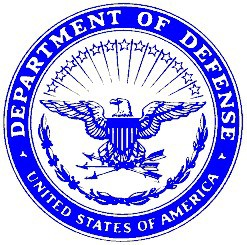 DEPARTMENT OF DEFENSE
UNITED STATES OF AMERICA